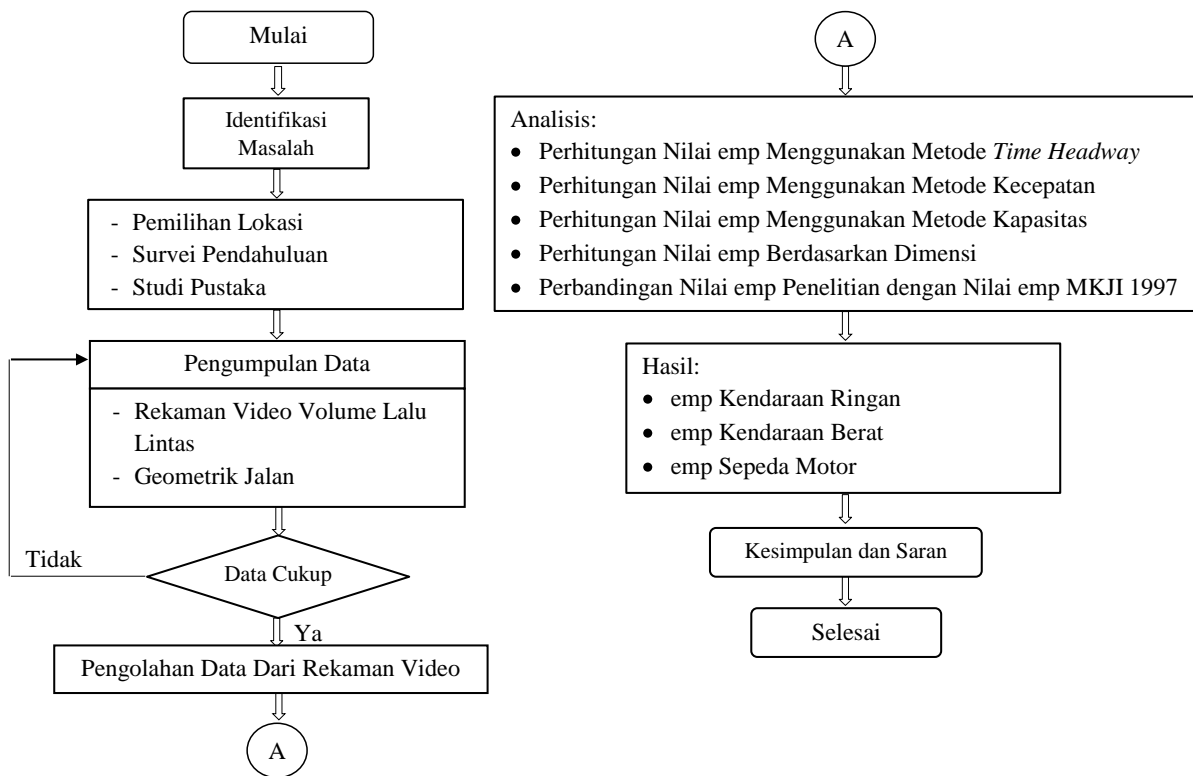 Mulai
Identifikasi
Masalah
- Pemilihan Lokasi
- Survei Pendahuluan
- Studi Pustaka
Pengumpulan Data
- Rekaman Video Volume Lalu
Lintas
- Geometrik Jalan
Tidak
Data Cukup
Ya
Pengolahan Data Dari Rekaman Video
A
A
Analisis:
• Perhitungan Nilai emp Menggunakan Metode Time Headway
• Perhitungan Nilai emp Menggunakan Metode Kecepatan
• Perhitungan Nilai emp Menggunakan Metode Kapasitas
• Perhitungan Nilai emp Berdasarkan Dimensi
• Perbandingan Nilai emp Penelitian dengan Nilai emp MKJI 1997
Hasil:
• emp Kendaraan Ringan
• emp Kendaraan Berat
• emp Sepeda Motor
Kesimpulan dan Saran
Selesai